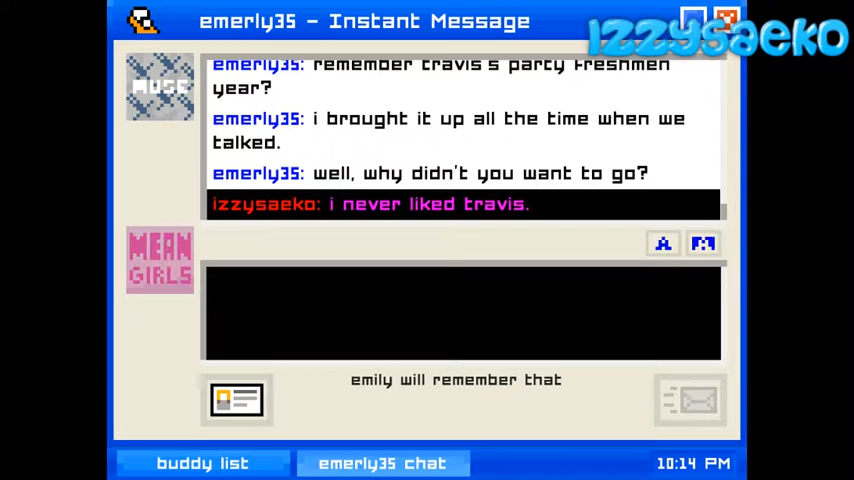 emerly35 - Instant Message
izzysaeko
emerly35: remember travis's party freshmen
year?
emerly35: i brought it up all the time when we
talked.
emerly35: well, why didn't you want to go?
izzysaeko: i never liked travis.
MUSE
MEAN
GIRLS
A
emily will remember that
buddy list
emerly35 chat
10:14 PM